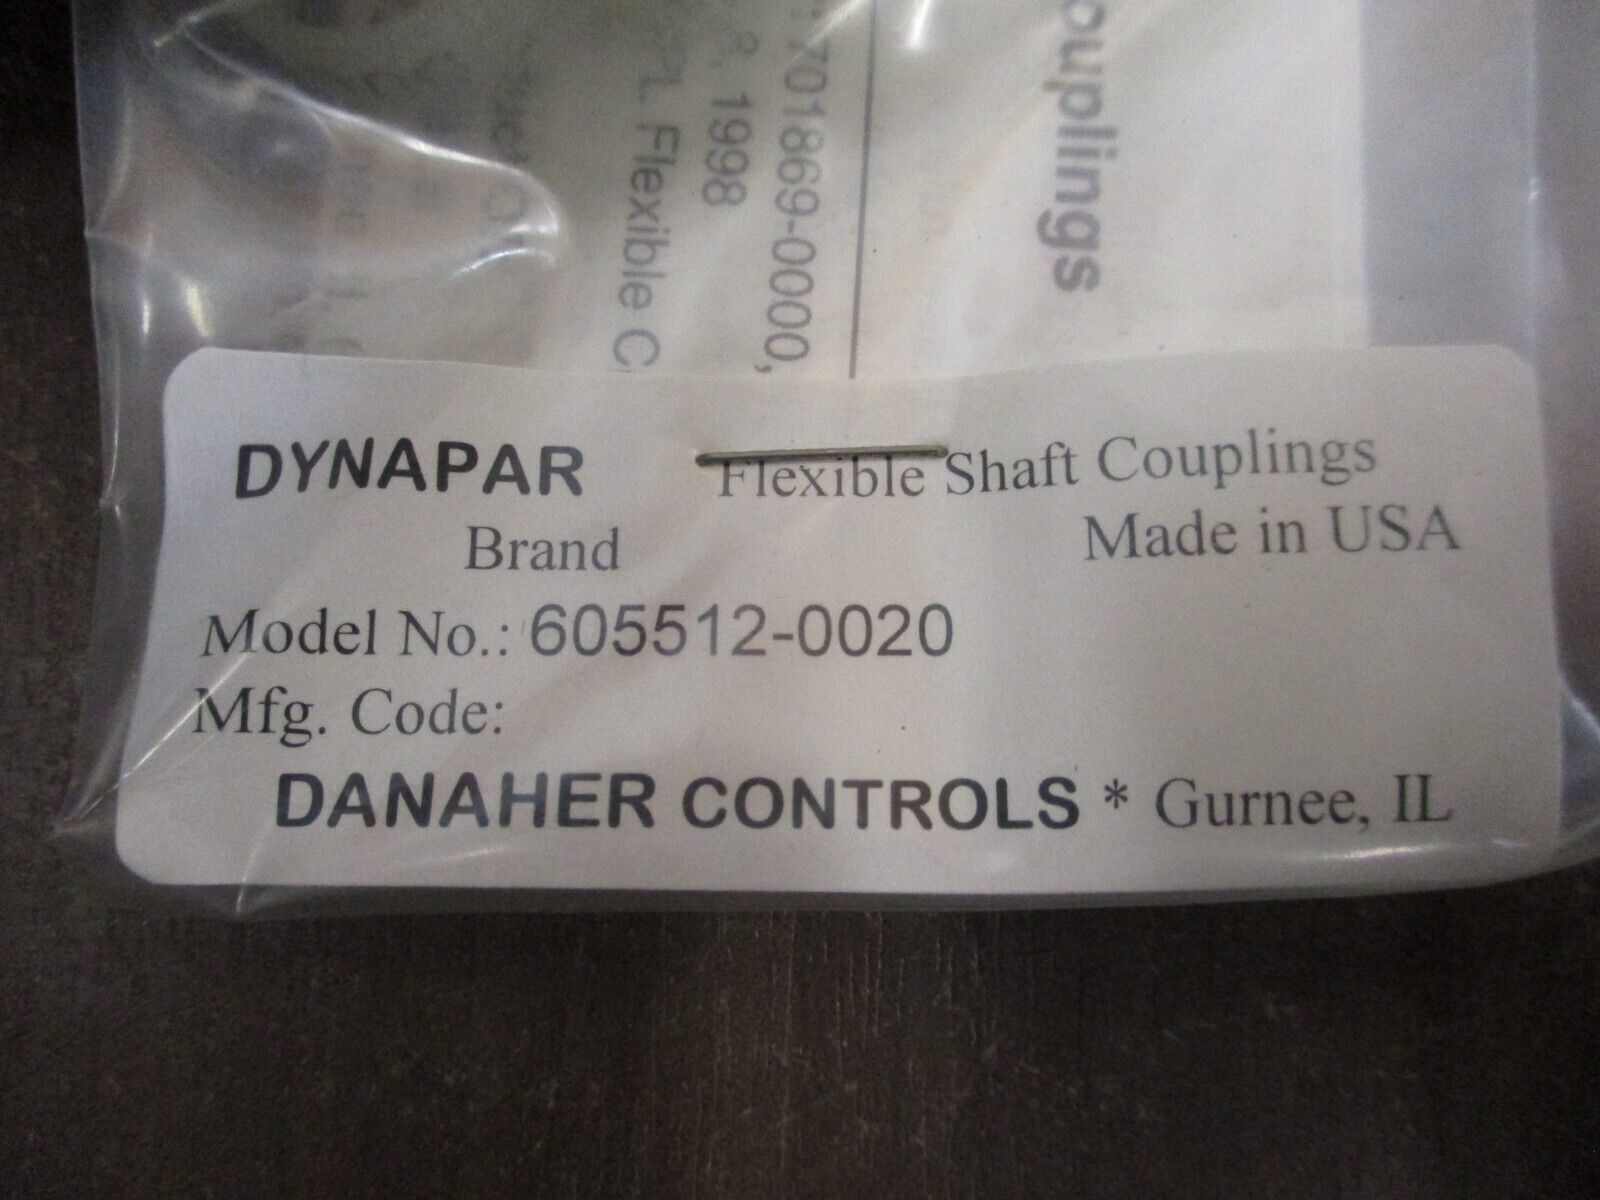 ouplings
701869-0000,
1998
Flexible C
DYNAPAR Flexible Shaft Couplings
Brand Made in USA
Model No.: 605512-0020
Mfg. Code:
DANAHER CONTROLS * Gurnee, IL